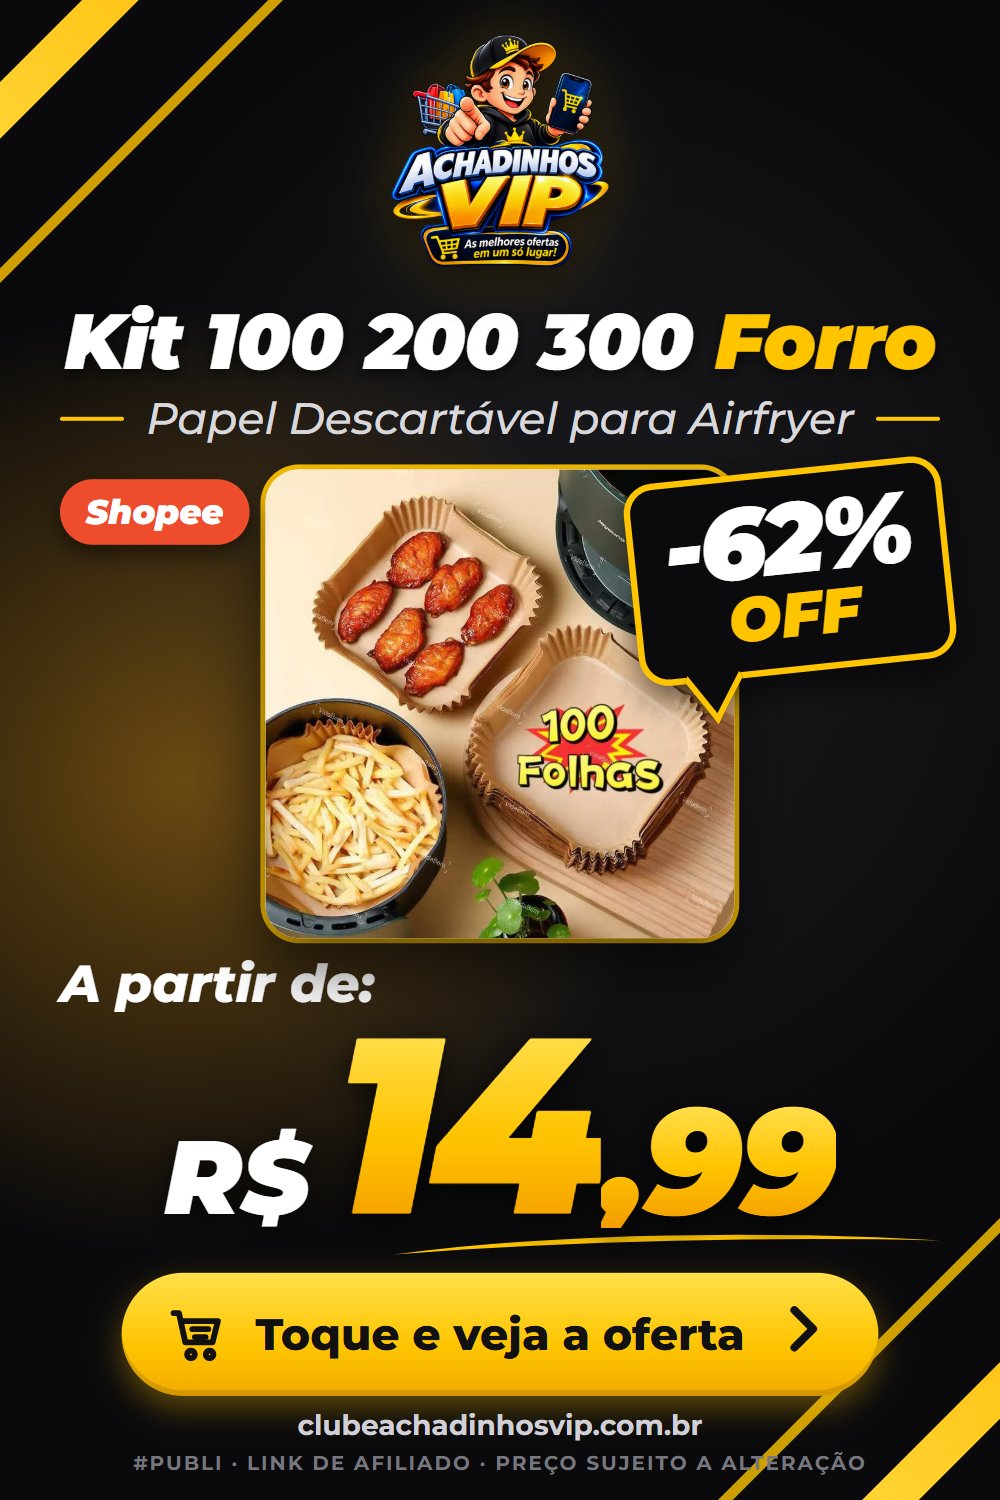 ACHADINHOS
VIP
As melhores ofertas
em um só lugar!
Kit 100 200 300 Forro
Papel Descartável para Airfryer
Shopee
-62%
OFF
100
Folhas
A partir de:
R$ 14,99
Toque e veja a oferta
clubeachadinhosvip.com.br
#PUBLI · LINK DE AFILIADO · PREÇO SUJEITO A ALTERAÇÃO